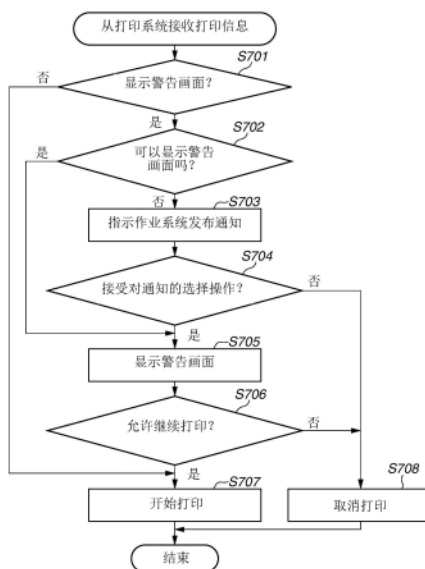 从打印系统接收打印信息
S701
否
显示警告画面？
是
S702
是
可以显示警告
画面吗？
否
S703
指示作业系统发布通知
S704
接受对通知的选择操作？
否
是
S705
显示警告画面
S706
允许继续打印？
否
是
S707
S708
开始打印
取消打印
结束